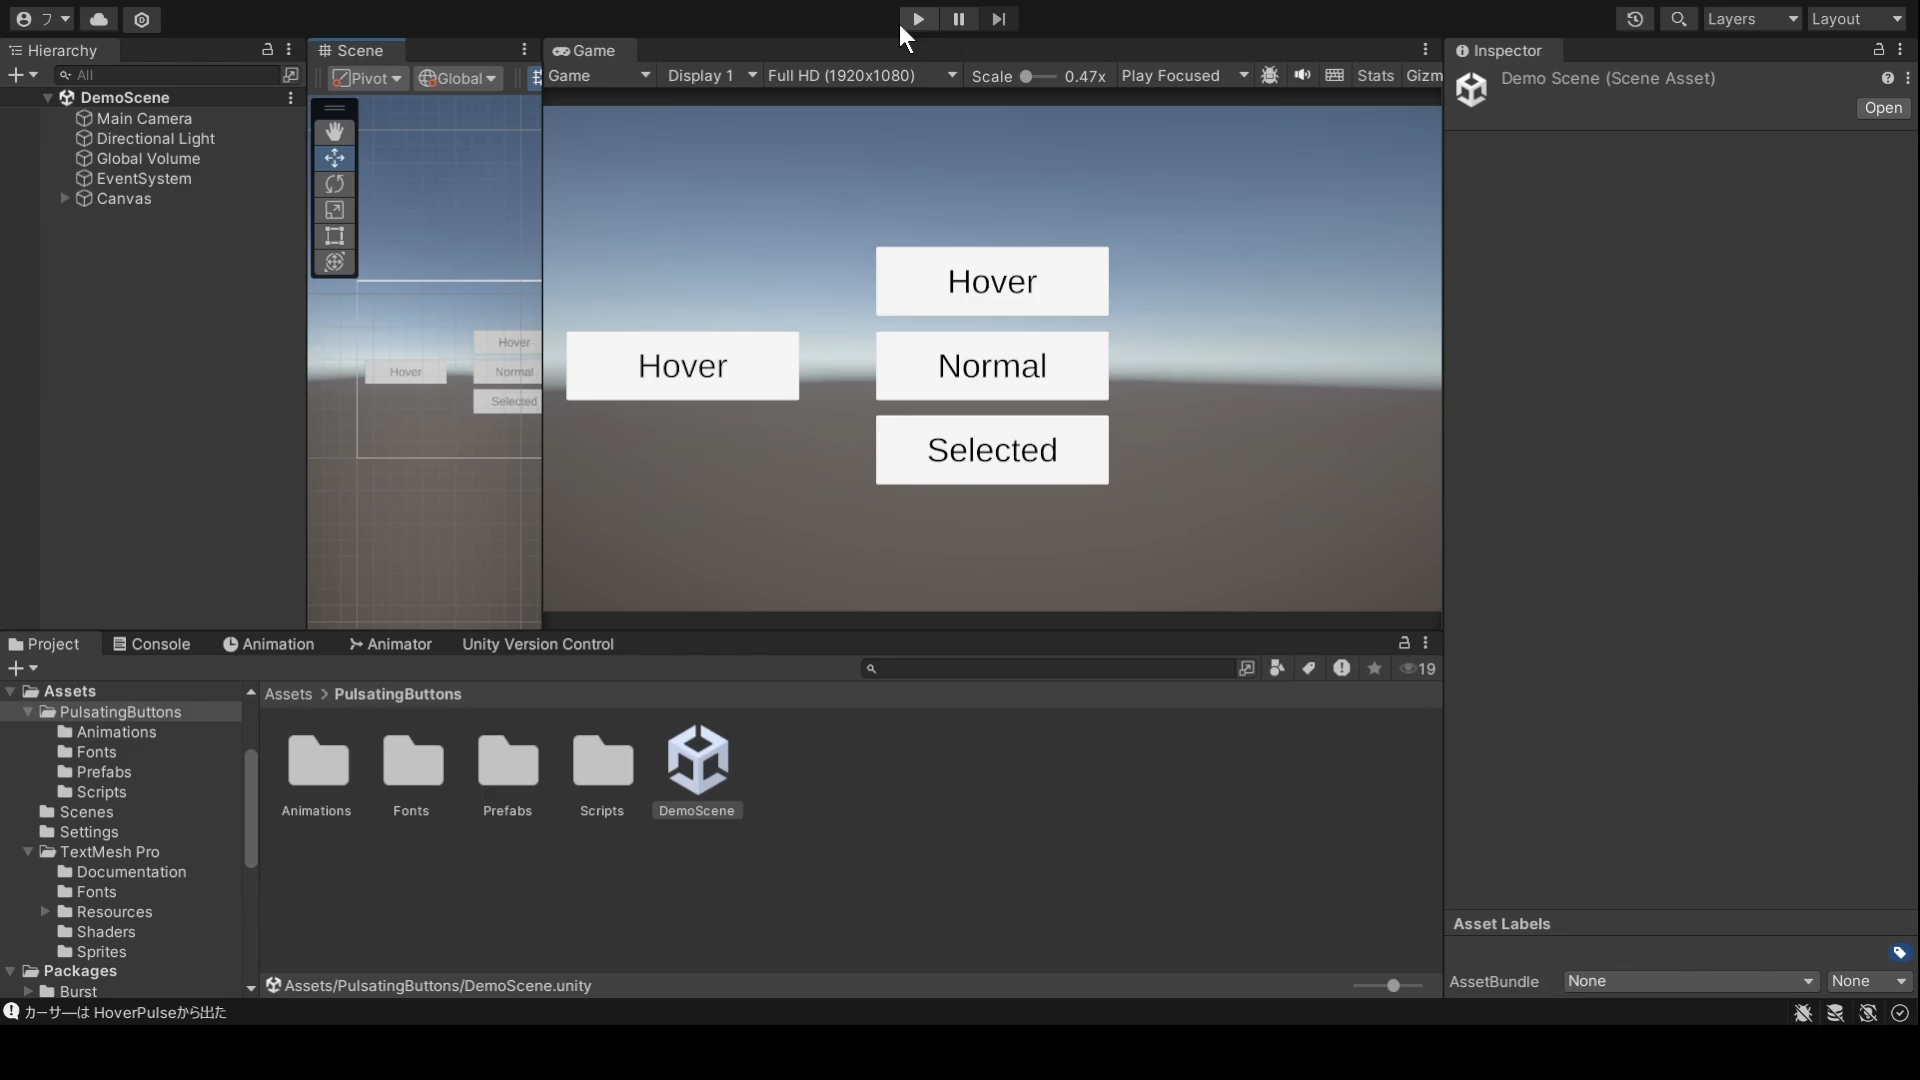 フ
Layers
Layout
Hierarchy
All
DemoScene
Main Camera
Directional Light
Global Volume
EventSystem
Canvas
Scene
Pivot
Global
Hover
Hover
Normal
Selected
Game
Game
Display 1
Full HD (1920x1080)
Scale
0.47x
Play Focused
Stats
Gizm
Hover
Hover
Normal
Selected
Inspector
Demo Scene (Scene Asset)
Open
Project
Console
Animation
Animator
Unity Version Control
19
Assets
PulsatingButtons
Animations
Fonts
Prefabs
Scripts
Scenes
Settings
TextMesh Pro
Documentation
Fonts
Resources
Shaders
Sprites
Packages
Burst
Assets > PulsatingButtons
Animations
Fonts
Prefabs
Scripts
DemoScene
Assets/PulsatingButtons/DemoScene.unity
Asset Labels
AssetBundle
None
None
カーサーは HoverPulseから出た